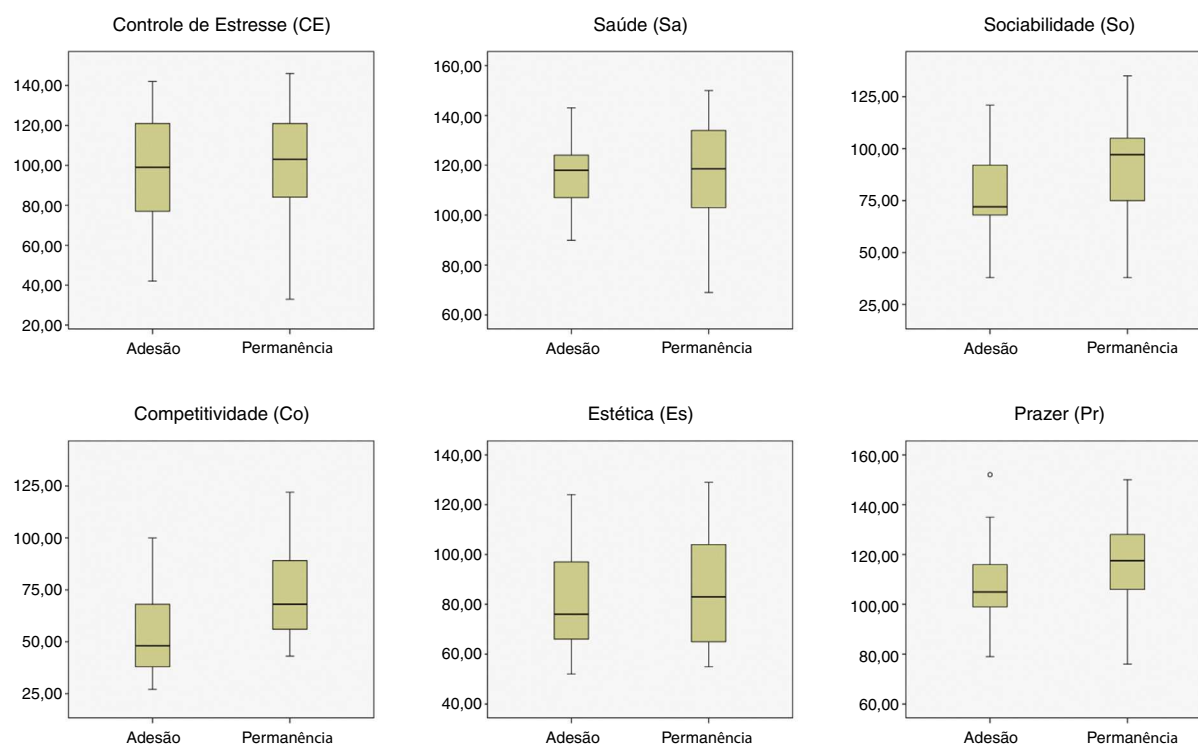 Controle de Estresse (CE)
140,00
120,00
100,00
80,00
60,00
40,00
20,00
Adesão
Permanência
Saúde (Sa)
160,00
140,00
120,00
100,00
80,00
60,00
Adesão
Permanência
Sociabilidade (So)
125,00
100,00
75,00
50,00
25,00
Adesão
Permanência
Competitividade (Co)
125,00
100,00
75,00
50,00
25,00
Adesão
Permanência
Estética (Es)
140,00
120,00
100,00
80,00
60,00
40,00
Adesão
Permanência
Prazer (Pr)
160,00
140,00
120,00
100,00
80,00
60,00
Adesão
Permanência